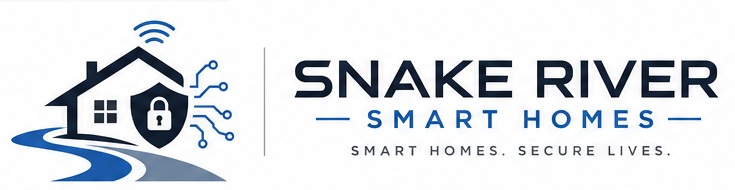 SNAKE RIVER
SMART HOMES
SMART HOMES. SECURE LIVES.